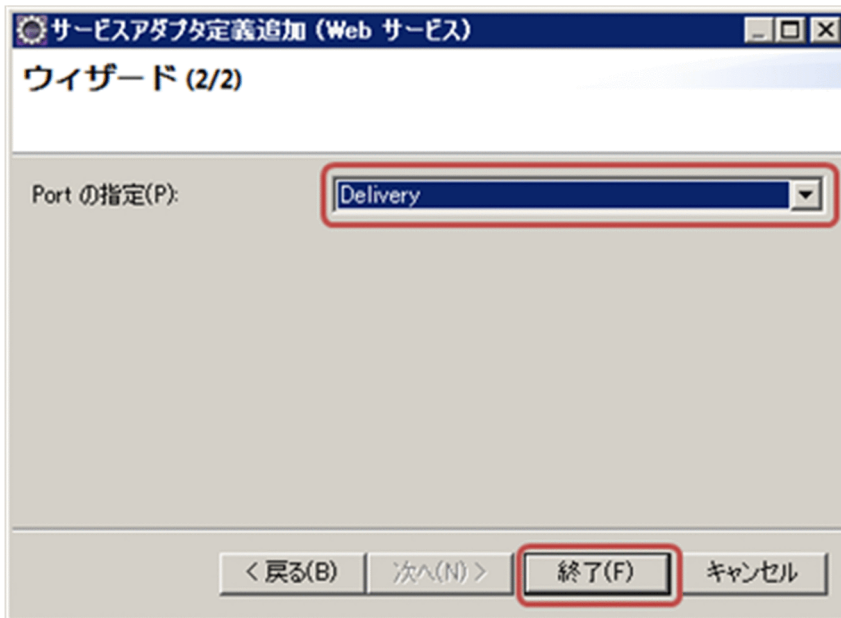 サービスアダプタ定義追加 (Web サービス)
ウィザード (2/2)
Port の指定(P):
Delivery
< 戻る(B) 次へ(N) > 終了(F) キャンセル